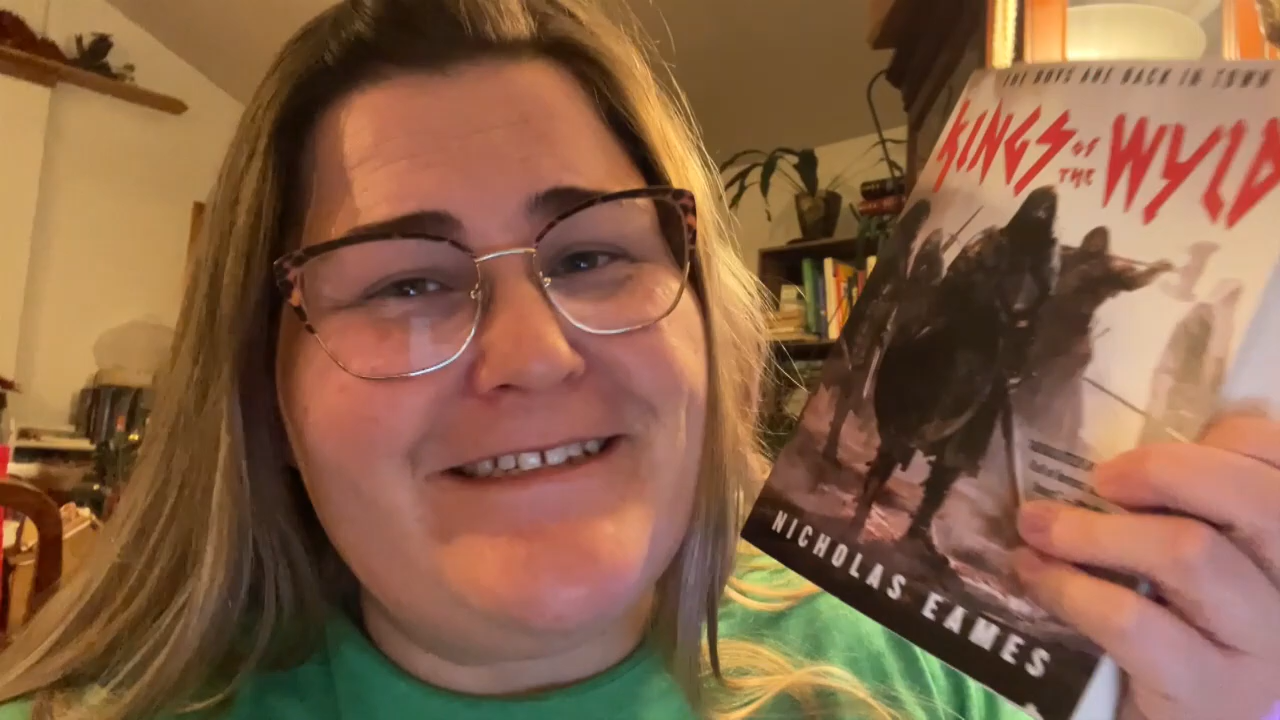 THE BOYS ARE BACK IN TOWN
KINGS OF THE WYLD
NICHOLAS EAMES